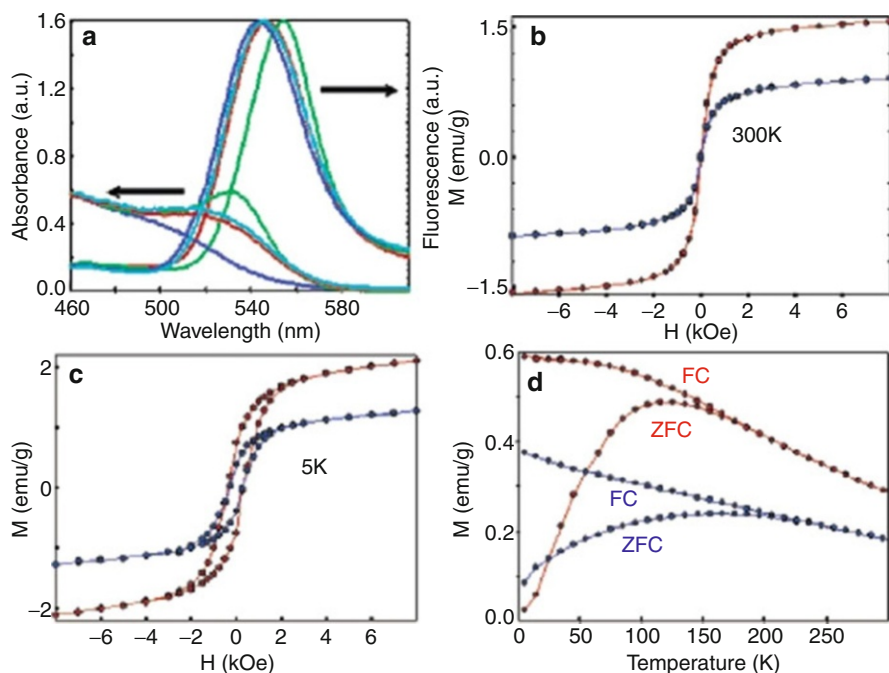 a
1.6
1.2
0.8
0.4
0.0
460
500
540
580
Absorbance (a.u.)
Wavelength (nm)
Fluorescence (a.u.)
b
1.5
0.0
−1.5
M (emu/g)
300K
−6
−4
−2
0
2
4
6
H (kOe)
c
2
0
−2
M (emu/g)
5K
−6
−4
−2
0
2
4
6
H (kOe)
d
0.6
0.4
0.2
0.0
M (emu/g)
FC
ZFC
FC
ZFC
0
50
100
150
200
250
Temperature (K)